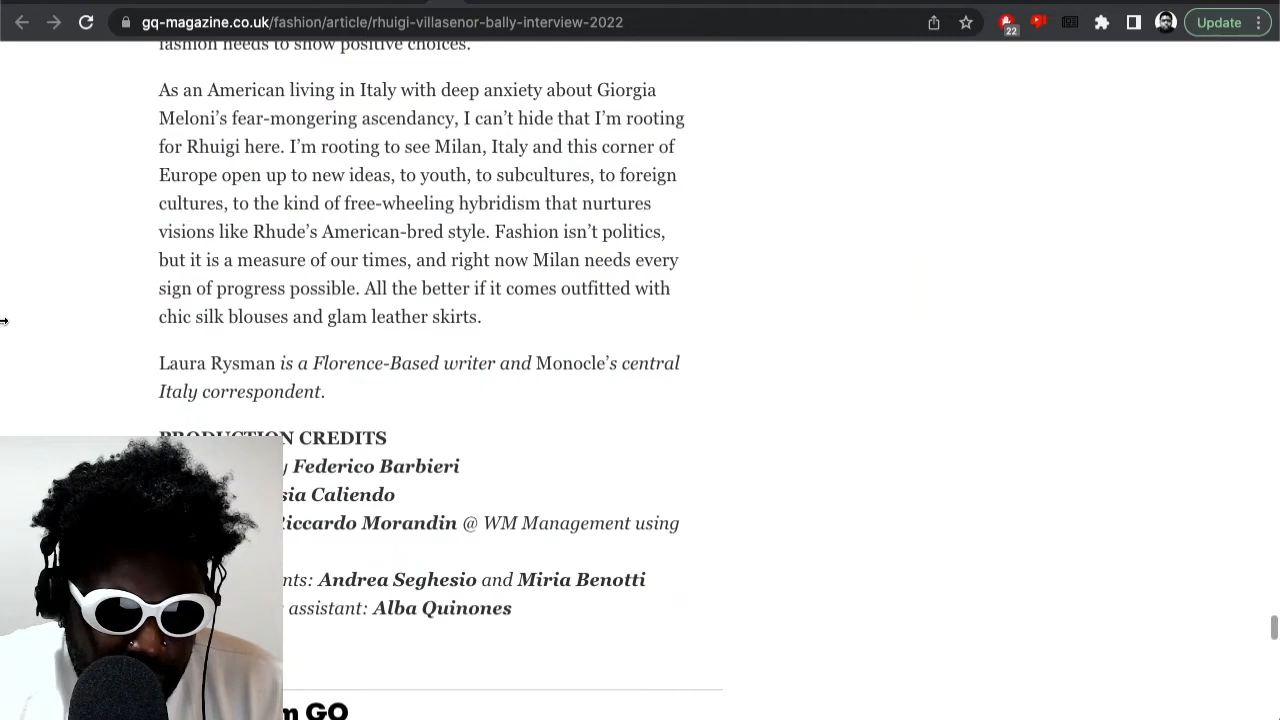 gq-magazine.co.uk/fashion/article/rhuigi-villasenor-bally-interview-2022
22
Update
fashion needs to show positive choices.
As an American living in Italy with deep anxiety about Giorgia
Meloni’s fear-mongering ascendancy, I can’t hide that I’m rooting
for Rhuigi here. I’m rooting to see Milan, Italy and this corner of
Europe open up to new ideas, to youth, to subcultures, to foreign
cultures, to the kind of free-wheeling hybridism that nurtures
visions like Rhude’s American-bred style. Fashion isn’t politics,
but it is a measure of our times, and right now Milan needs every
sign of progress possible. All the better if it comes outfitted with
chic silk blouses and glam leather skirts.
Laura Rysman is a Florence-Based writer and Monocle’s central
Italy correspondent.
PRODUCTION CREDITS
Federico Barbieri
Caliendo
Riccardo Morandin @ WM Management using
Andrea Seghesio and Miria Benotti
assistant: Alba Quinones
GQ